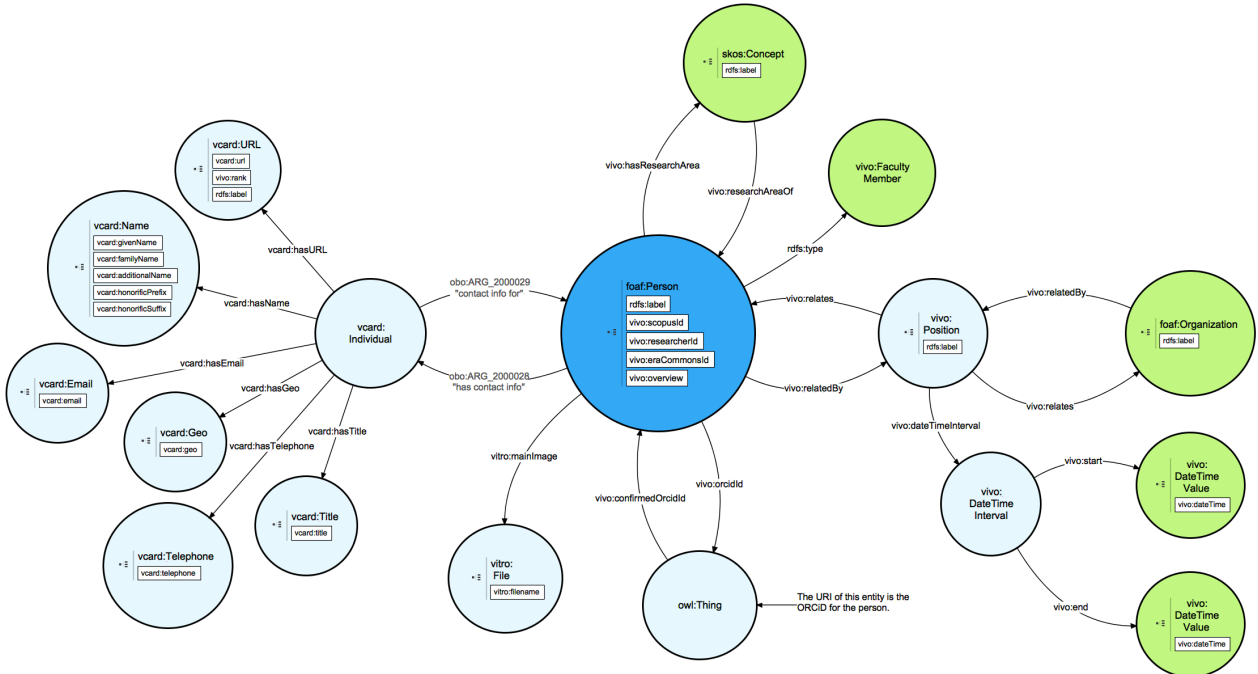 skos:Concept
rdfs:label
vivo:hasResearchArea
vivo:researchAreaOf
vivo:Faculty
Member
rdfs:type
vcard:URL
vcard:url
vivo:rank
rdfs:label
vcard:hasURL
vcard:Name
vcard:givenName
vcard:familyName
vcard:additionalName
vcard:honorificPrefix
vcard:honorificSuffix
vcard:hasName
vcard:
Individual
obo:ARG_2000029
"contact info for"
obo:ARG_2000028
"has contact info"
foaf:Person
rdfs:label
vivo:scopusId
vivo:researcherId
vivo:eraCommonsId
vivo:overview
vivo:relates
vivo:relatedBy
vivo:
Position
rdfs:label
vivo:relatedBy
vivo:relates
foaf:Organization
rdfs:label
vcard:hasEmail
vcard:Email
vcard:email
vcard:hasGeo
vcard:Geo
vcard:geo
vcard:hasTelephone
vcard:hasTitle
vcard:Telephone
vcard:telephone
vcard:Title
vcard:title
vitro:mainImage
vitro:
File
vitro:filename
vivo:confirmedOrcidId
vivo:orcidId
owl:Thing
The URI of this entity is the
ORCiD for the person.
vivo:dateTimeInterval
vivo:
DateTime
Interval
vivo:start
vivo:
DateTime
Value
vivo:dateTime
vivo:end
vivo:
DateTime
Value
vivo:dateTime